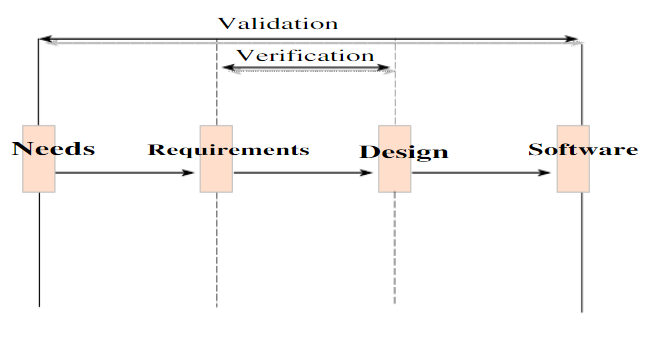 Validation
Verification
Needs
Requirements
Design
Software